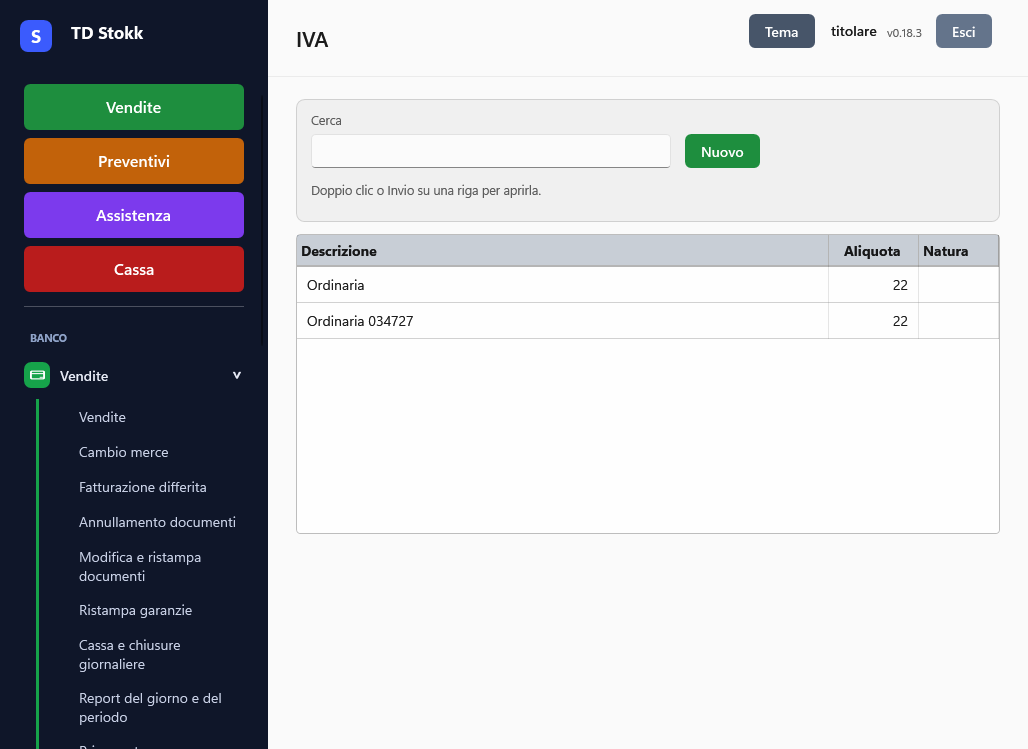 S
TD Stokk
Vendite
Preventivi
Assistenza
Cassa
BANCO
Vendite
Vendite
Cambio merce
Fatturazione differita
Annullamento documenti
Modifica e ristampa
documenti
Ristampa garanzie
Cassa e chiusure
giornaliere
Report del giorno e del
periodo
IVA
Tema
titolare
v0.18.3
Esci
Cerca
Nuovo
Doppio clic o Invio su una riga per aprirla.
Descrizione Aliquota Natura
Ordinaria 22
Ordinaria 034727 22